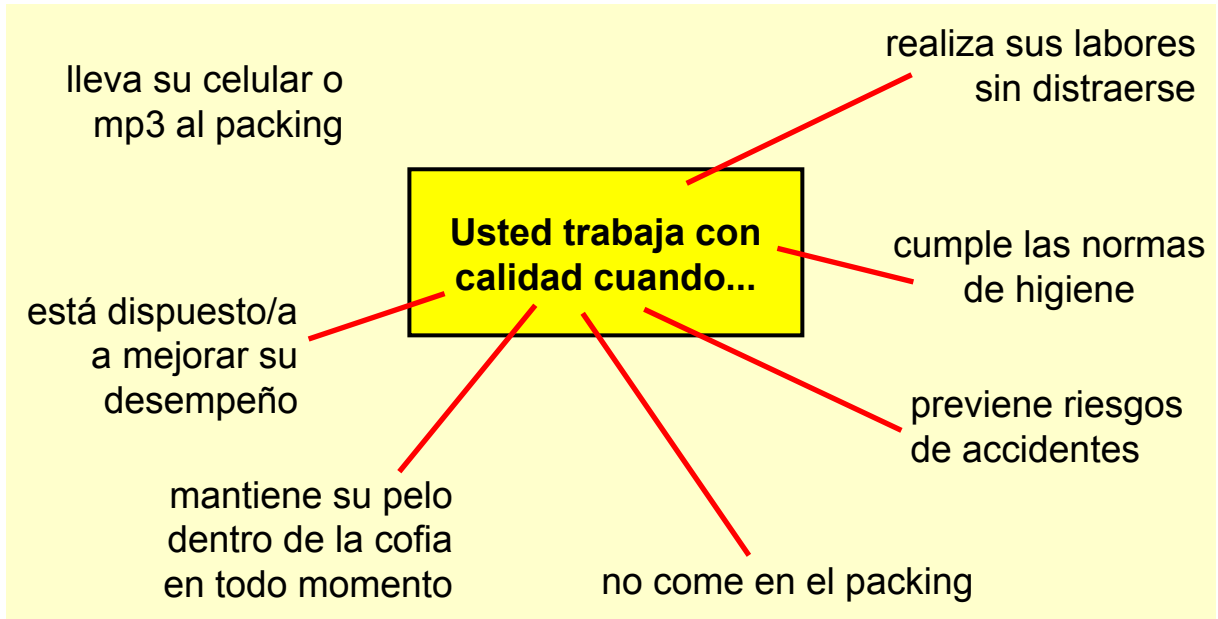 realiza sus labores
sin distraerse
lleva su celular o
mp3 al packing
Usted trabaja con
calidad cuando...
cumple las normas
de higiene
está dispuesto/a
a mejorar su
desempeño
previene riesgos
de accidentes
mantiene su pelo
dentro de la cofia
en todo momento
no come en el packing